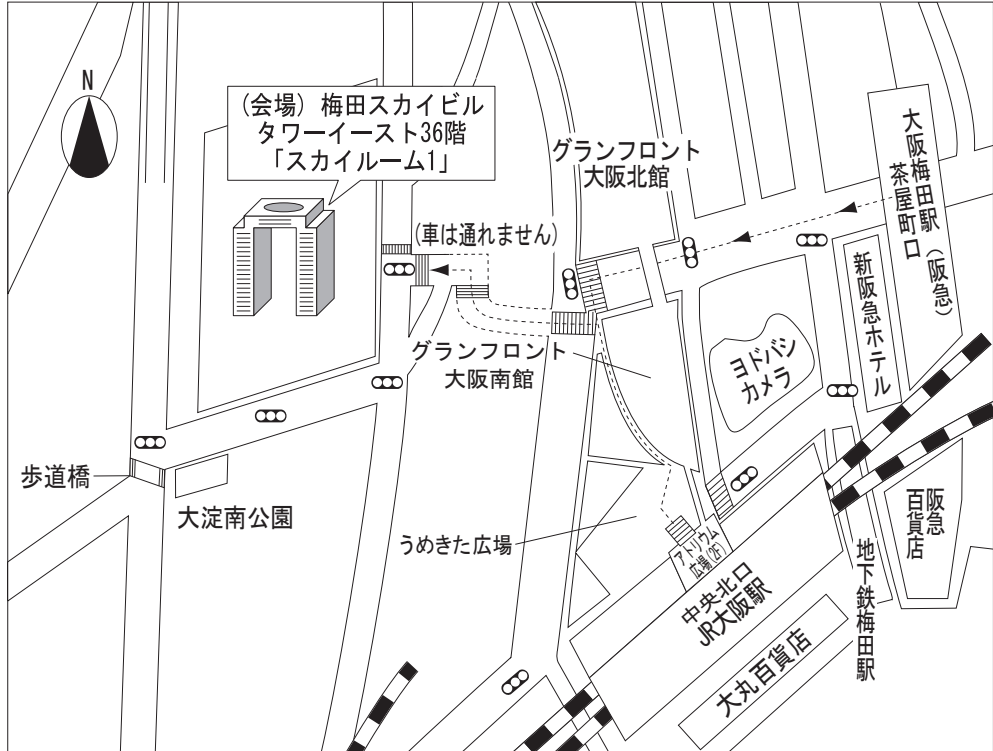 N
(会場) 梅田スカイビル
タワーイースト36階
「スカイルーム1」
グランフロント
大阪北館
大阪梅田駅(阪急)
茶屋町口
(車は通れません)
新阪急ホテル
グランフロント
大阪南館
ヨドバシ
カメラ
歩道橋
大淀南公園
うめきた広場
アトリウム
広場(2F)
中央北口
JR大阪駅
阪急
百貨店
地下鉄梅田駅
大丸百貨店